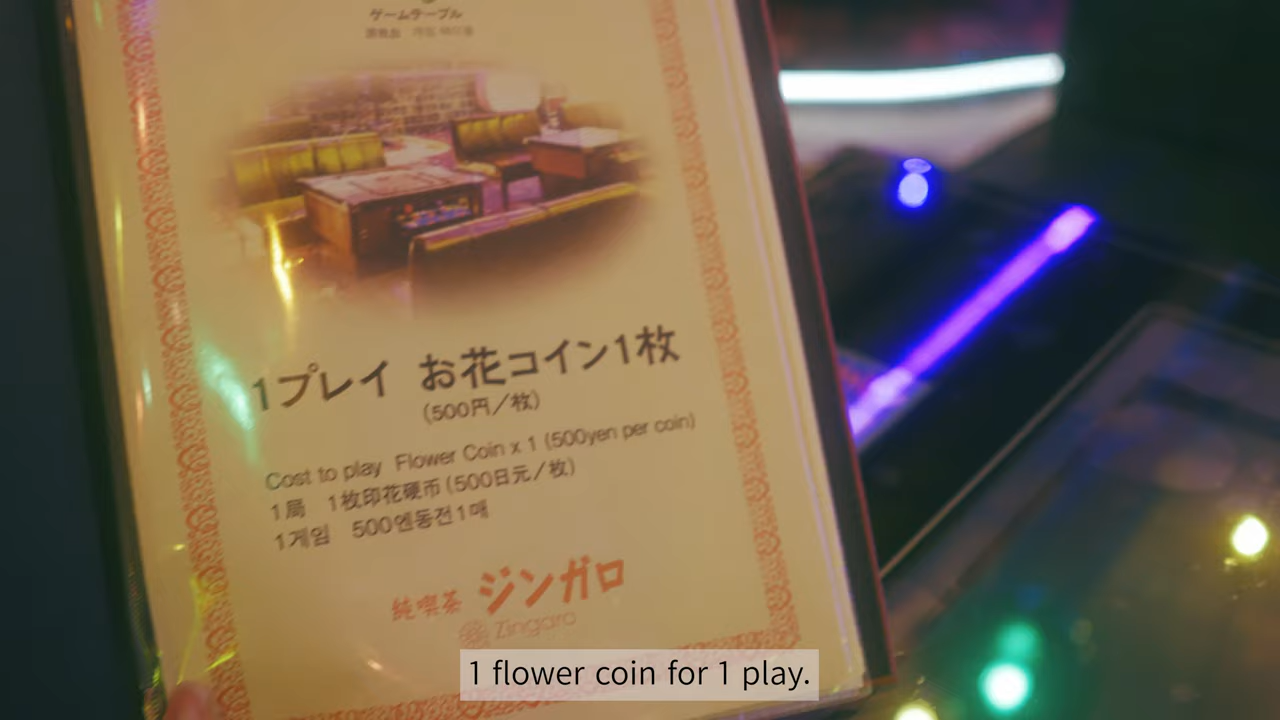 ゲームテーブル
1プレイ お花コイン1枚
(500円／枚)
Cost to play Flower Coin x 1 (500yen per coin)
1局 1枚印花硬币 (500日元／枚)
1게임 500엔동전1매
純喫茶 ジンガロ
Zingaro
1 flower coin for 1 play.